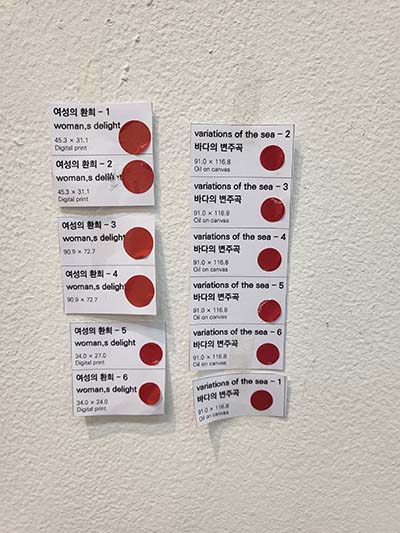 여성의 환희 - 1
woman,s delight
45.3 × 31.1
Digital print
여성의 환희 - 2
woman,s delight
45.3 × 31.1
Digital print
여성의 환희 - 3
woman,s delight
90.9 × 72.7
여성의 환희 - 4
woman,s delight
90.9 × 72.7
여성의 환희 - 5
woman,s delight
34.0 × 27.0
Digital print
여성의 환희 - 6
woman,s delight
34.0 × 24.0
Digital print
variations of the sea - 2
바다의 변주곡
91.0 × 116.8
Oil on canvas
variations of the sea - 3
바다의 변주곡
91.0 × 116.8
Oil on canvas
variations of the sea - 4
바다의 변주곡
91.0 × 116.8
Oil on canvas
variations of the sea - 5
바다의 변주곡
91.0 × 116.8
Oil on canvas
variations of the sea - 6
바다의 변주곡
91.0 × 116.8
Oil on canvas
variations of the sea - 1
바다의 변주곡
91.0 × 116.8
Oil on canvas